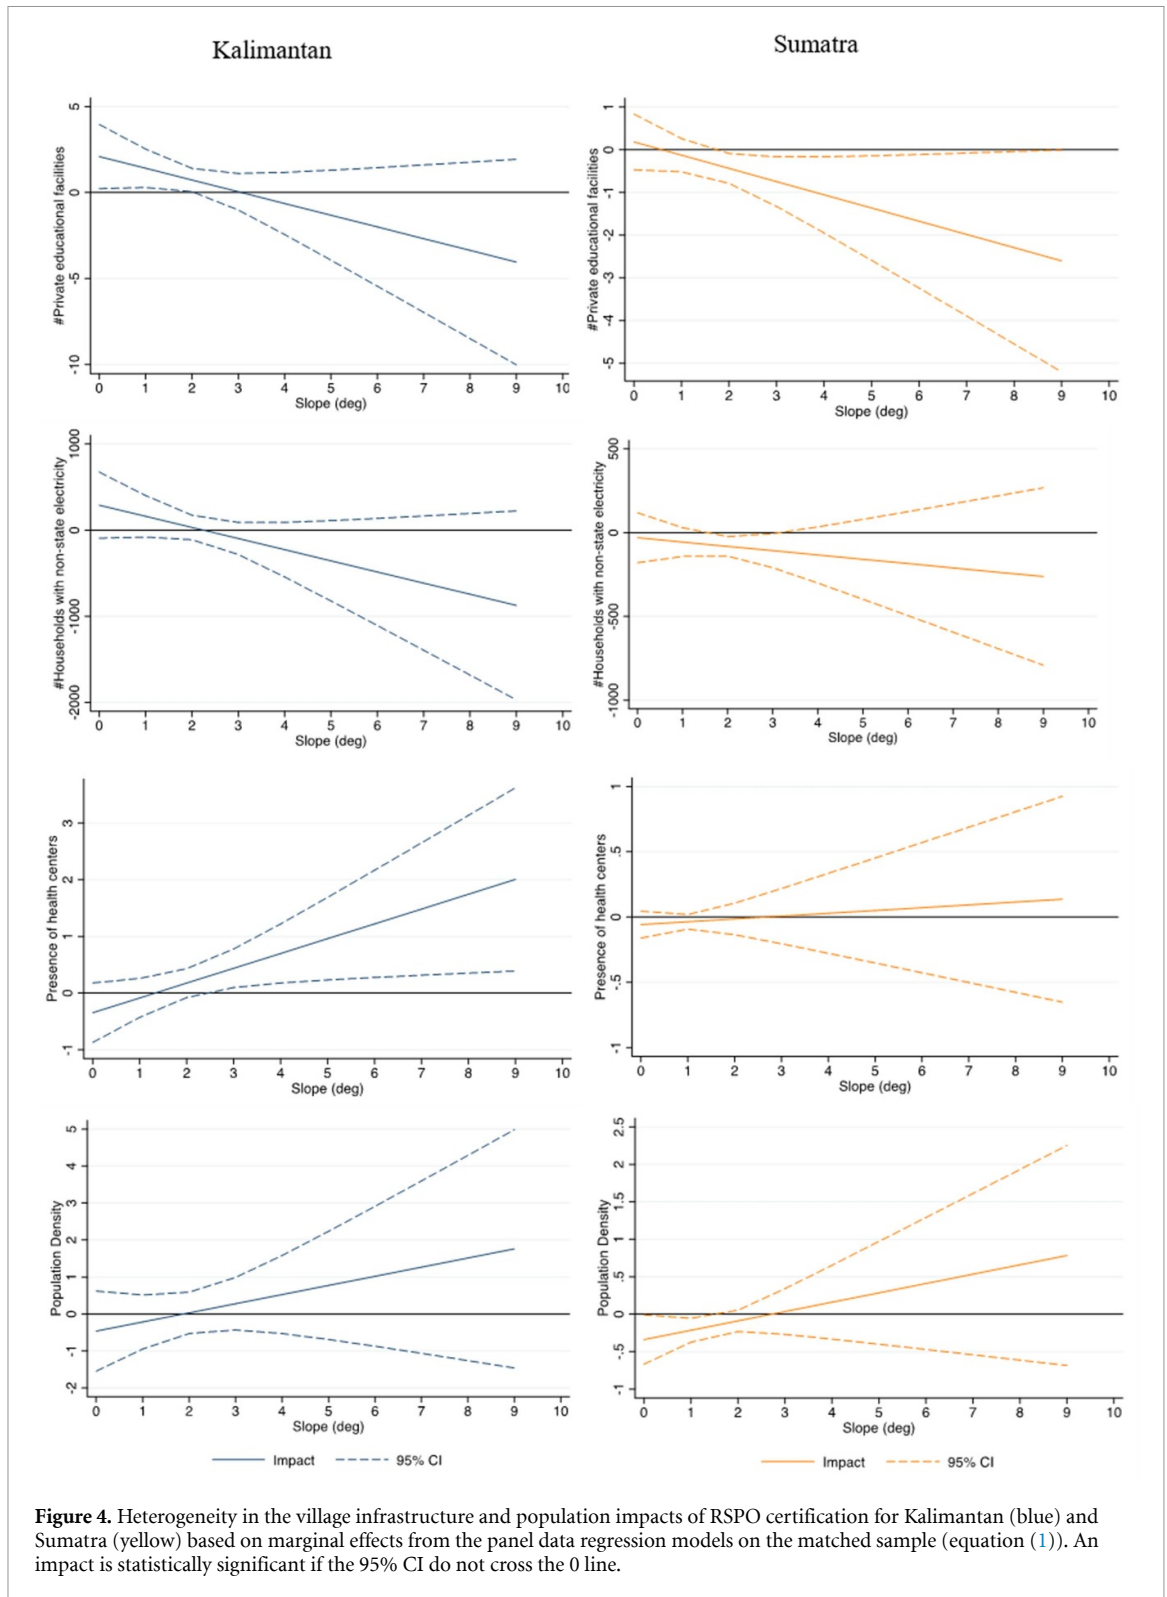 Kalimantan
Sumatra
#Private educational facilities
5
0
-5
-10
0 1 2 3 4 5 6 7 8 9 10
Slope (deg)
#Private educational facilities
1
0
-1
-2
-3
-4
-5
0 1 2 3 4 5 6 7 8 9 10
Slope (deg)
#Households with non-state electricity
1000
0
-1000
-2000
0 1 2 3 4 5 6 7 8 9 10
Slope (deg)
#Households with non-state electricity
500
0
-500
-1000
0 1 2 3 4 5 6 7 8 9 10
Slope (deg)
Presence of health centers
3
2
1
0
-1
0 1 2 3 4 5 6 7 8 9 10
Slope (deg)
Presence of health centers
1
.5
0
-.5
-1
0 1 2 3 4 5 6 7 8 9 10
Slope (deg)
Population Density
5
4
3
2
1
0
-1
-2
0 1 2 3 4 5 6 7 8 9 10
Slope (deg)
Population Density
2.5
2
1.5
1
.5
0
-.5
-1
0 1 2 3 4 5 6 7 8 9 10
Slope (deg)
Impact 95% CI
Impact 95% CI
Figure 4. Heterogeneity in the village infrastructure and population impacts of RSPO certification for Kalimantan (blue) and
Sumatra (yellow) based on marginal effects from the panel data regression models on the matched sample (equation (1)). An
impact is statistically significant if the 95% CI do not cross the 0 line.